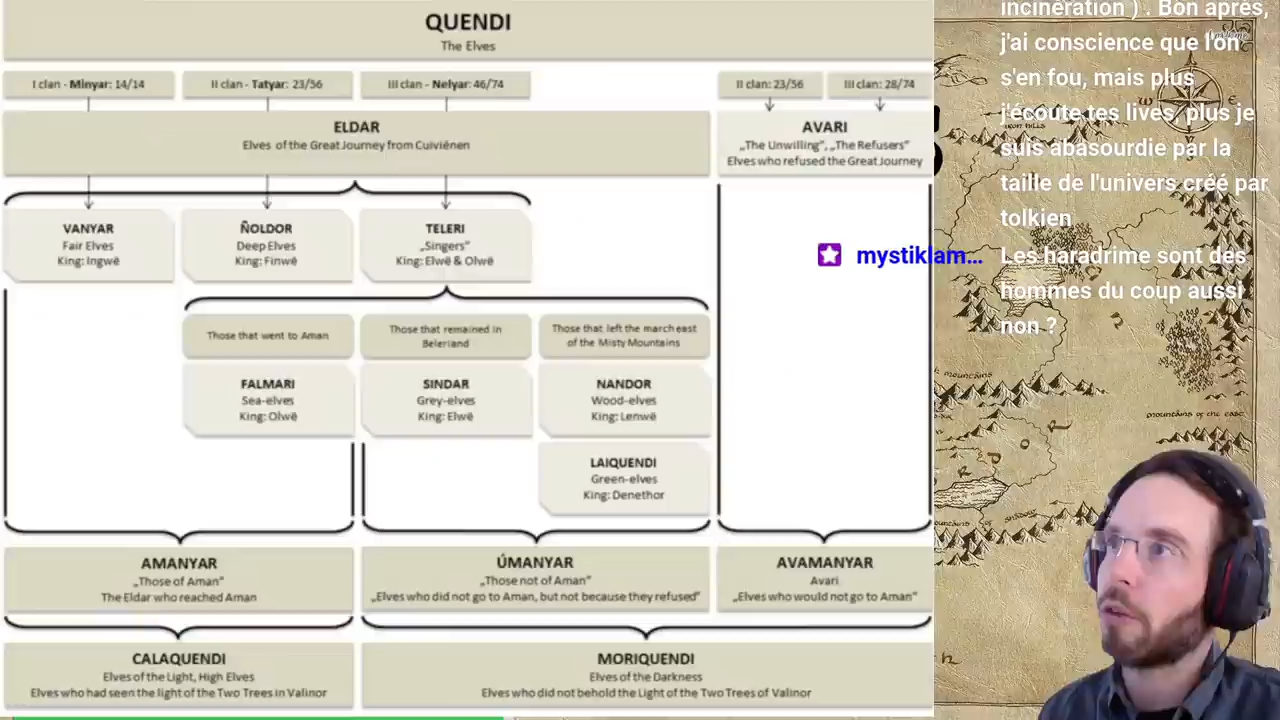 QUENDI
The Elves
I clan - Minyar: 14/14
II clan - Tatyar: 23/56
III clan - Nelyar: 46/74
II clan: 23/56
III clan: 28/74
ELDAR
Elves of the Great Journey from Cuiviénen
AVARI
„The Unwilling", „The Refusers"
Elves who refused the Great Journey
VANYAR
Fair Elves
King: Ingwë
ÑOLDOR
Deep Elves
King: Finwë
TELERI
„Singers"
King: Elwë & Olwë
Those that went to Aman
Those that remained in
Beleriand
Those that left the march east
of the Misty Mountains
FALMARI
Sea-elves
King: Olwë
SINDAR
Grey-elves
King: Elwë
NANDOR
Wood-elves
King: Lenwë
LAIQUENDI
Green-elves
King: Denethor
AMANYAR
„Those of Aman"
The Eldar who reached Aman
ÚMANYAR
„Those not of Aman"
„Elves who did not go to Aman, but not because they refused"
AVAMANYAR
Avari
„Elves who would not go to Aman"
CALAQUENDI
Elves of the Light, High Elves
Elves who had seen the light of the Two Trees in Valinor
MORIQUENDI
Elves of the Darkness
Elves who did not behold the Light of the Two Trees of Valinor
incinération ) . Bon après,
j'ai conscience que l'on
s'en fou, mais plus
j'écoute tes lives, plus je
suis abasourdie par la
taille de l'univers créé par
tolkien
mystiklam... Les haradrime sont des
hommes du coup aussi
non ?
iron hills
mountains
mountains of the east